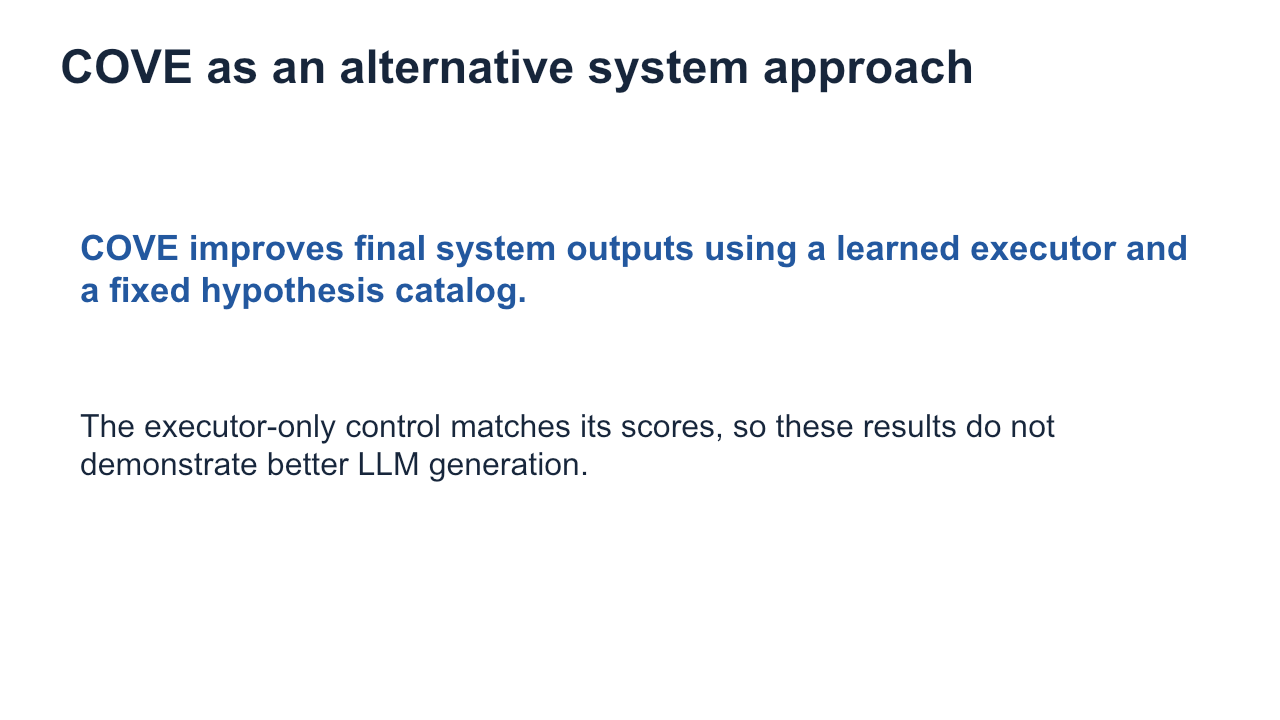 COVE as an alternative system approach
COVE improves final system outputs using a learned executor and
a fixed hypothesis catalog.
The executor-only control matches its scores, so these results do not
demonstrate better LLM generation.